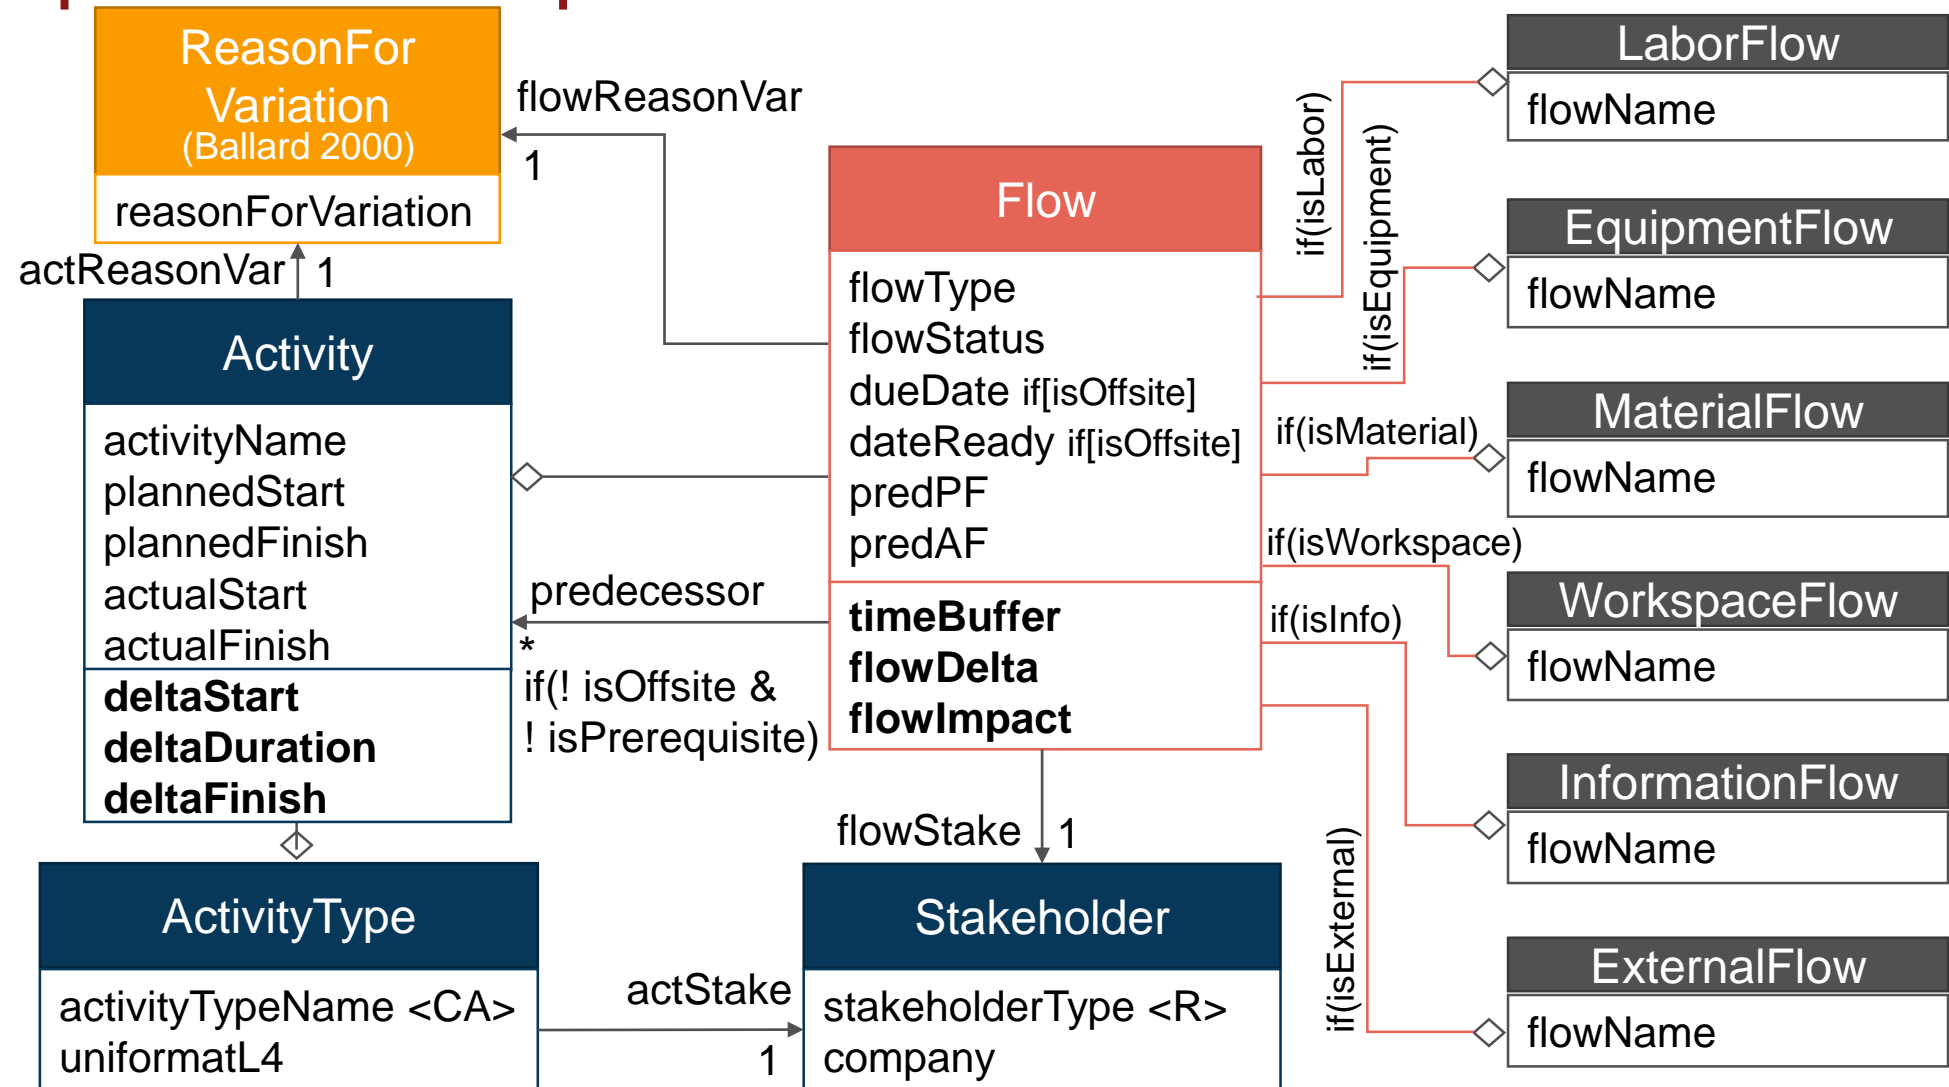 ReasonFor
Variation
(Ballard 2000)
reasonForVariation
flowReasonVar
1
actReasonVar
1
Activity
activityName
plannedStart
plannedFinish
actualStart
actualFinish
deltaStart
deltaDuration
deltaFinish
predecessor
*
if(! isOffsite &
! isPrerequisite)
Flow
flowType
flowStatus
dueDate if[isOffsite]
dateReady if[isOffsite]
predPF
predAF
timeBuffer
flowDelta
flowImpact
flowStake
1
ActivityType
activityTypeName <CA>
uniformatL4
actStake
1
Stakeholder
stakeholderType <R>
company
if(isLabor)
if(isEquipment)
if(isMaterial)
if(isWorkspace)
if(isInfo)
if(isExternal)
LaborFlow
flowName
EquipmentFlow
flowName
MaterialFlow
flowName
WorkspaceFlow
flowName
InformationFlow
flowName
ExternalFlow
flowName